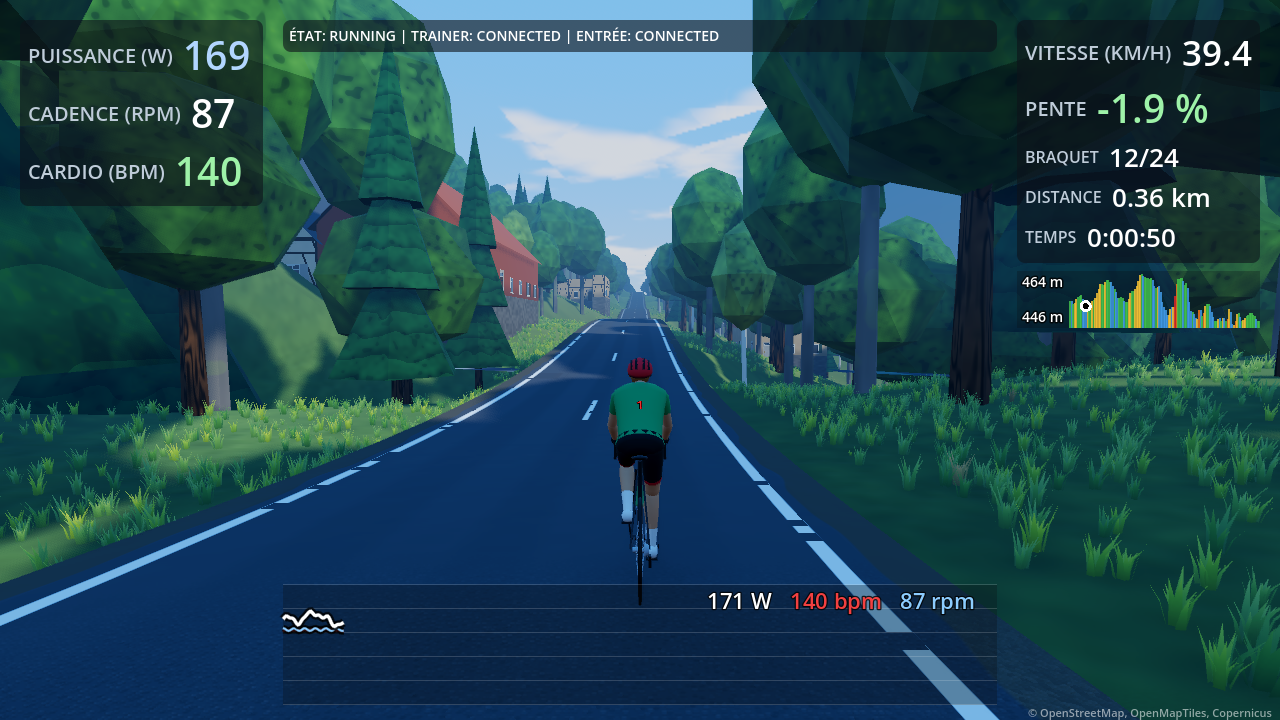 PUISSANCE (W) 169
CADENCE (RPM) 87
CARDIO (BPM) 140
ÉTAT: RUNNING | TRAINER: CONNECTED | ENTRÉE: CONNECTED
VITESSE (KM/H) 39.4
PENTE -1.9 %
BRAQUET 12/24
DISTANCE 0.36 km
TEMPS 0:00:50
464 m
446 m
1
171 W 140 bpm 87 rpm
© OpenStreetMap, OpenMapTiles, Copernicus